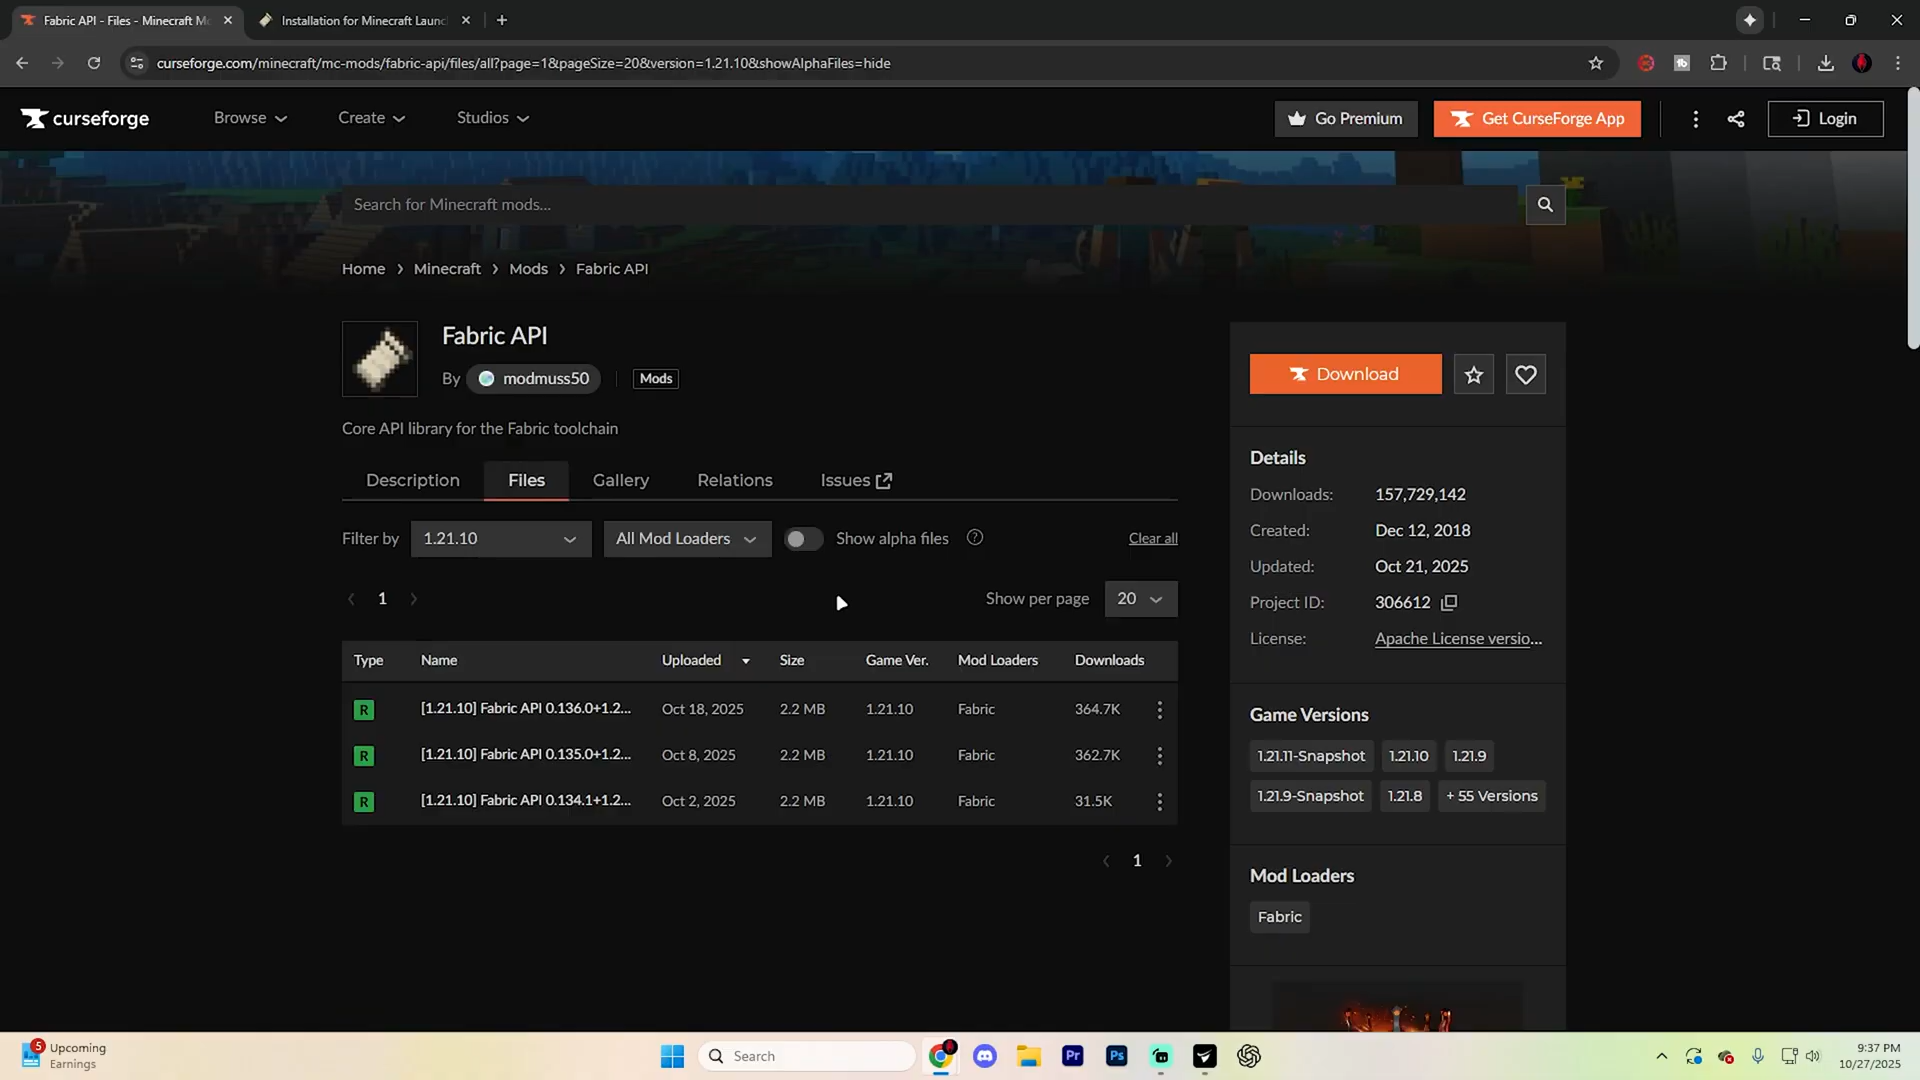 Fabric API - Files - Minecraft Mo
Installation for Minecraft Launc
curseforge.com/minecraft/mc-mods/fabric-api/files/all?page=1&pageSize=20&version=1.21.10&showAlphaFiles=hide
curseforge
Browse
Create
Studios
Go Premium
Get CurseForge App
Login
Search for Minecraft mods...
Home > Minecraft > Mods > Fabric API
Fabric API
By modmuss50
Mods
Core API library for the Fabric toolchain
Description
Files
Gallery
Relations
Issues
Filter by
1.21.10
All Mod Loaders
Show alpha files
Clear all
1
Show per page
20
Type Name Uploaded Size Game Ver. Mod Loaders Downloads
R [1.21.10] Fabric API 0.136.0+1.2... Oct 18, 2025 2.2 MB 1.21.10 Fabric 364.7K
R [1.21.10] Fabric API 0.135.0+1.2... Oct 8, 2025 2.2 MB 1.21.10 Fabric 362.7K
R [1.21.10] Fabric API 0.134.1+1.2... Oct 2, 2025 2.2 MB 1.21.10 Fabric 31.5K
1
Download
Details
Downloads: 157,729,142
Created: Dec 12, 2018
Updated: Oct 21, 2025
Project ID: 306612
License: Apache License versio...
Game Versions
1.21.11-Snapshot 1.21.10 1.21.9
1.21.9-Snapshot 1.21.8 + 55 Versions
Mod Loaders
Fabric
5
Upcoming
Earnings
Search
Pr
Ps
9:37 PM
10/27/2025